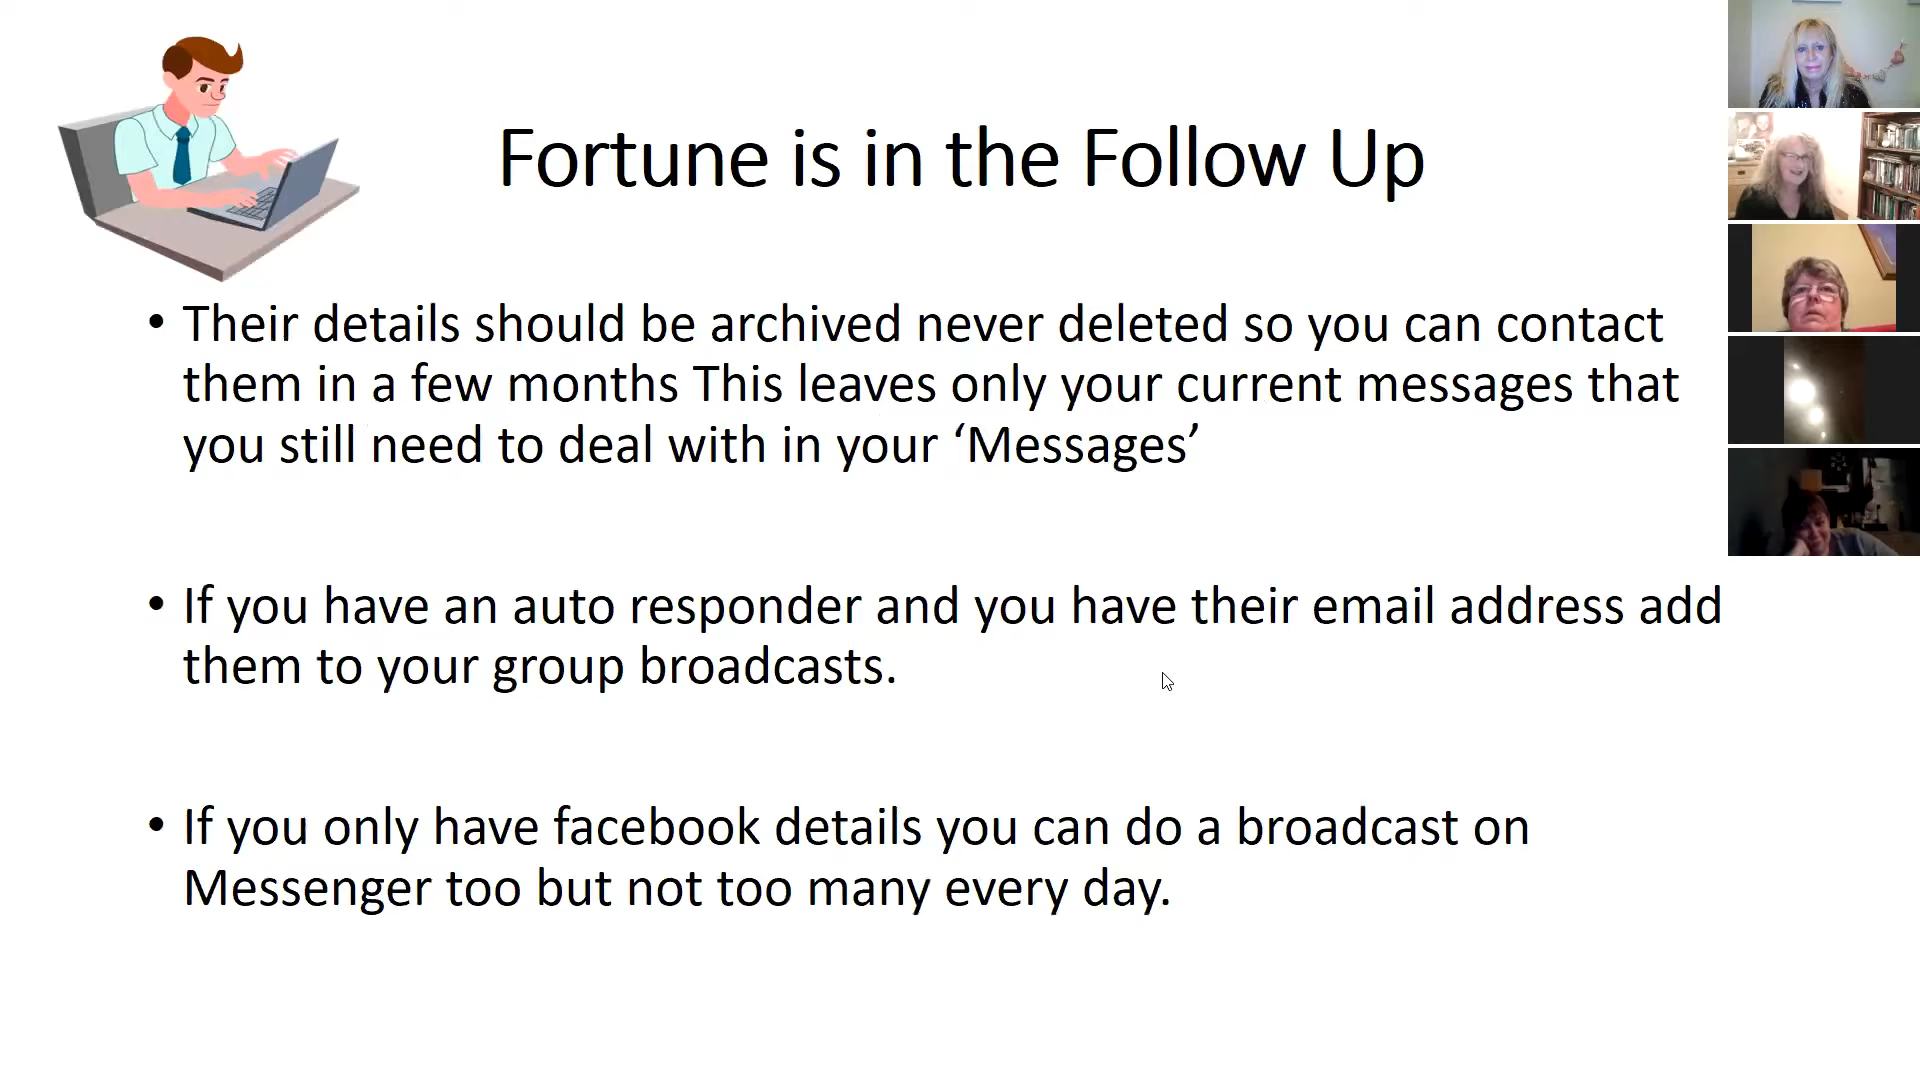 Fortune is in the Follow Up
• Their details should be archived never deleted so you can contact
them in a few months This leaves only your current messages that
you still need to deal with in your ‘Messages’
• If you have an auto responder and you have their email address add
them to your group broadcasts.
• If you only have facebook details you can do a broadcast on
Messenger too but not too many every day.